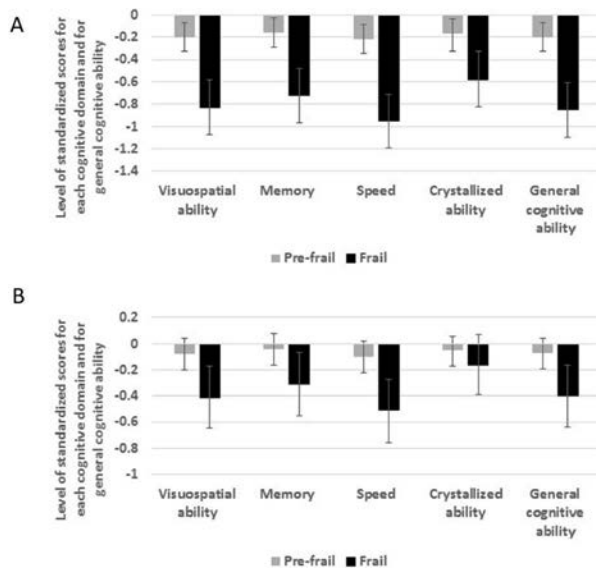 A
Level of standardized scores for
each cognitive domain and for
general cognitive ability
0
-0.2
-0.4
-0.6
-0.8
-1
-1.2
-1.4
Visuospatial
ability
Memory
Speed
Crystallized
ability
General
cognitive
ability
Pre-frail Frail
B
Level of standardized scores for
each cognitive domain and for
general cognitive ability
0.2
0
-0.2
-0.4
-0.6
-0.8
-1
Visuospatial
ability
Memory
Speed
Crystallized
ability
General
cognitive
ability
Pre-frail Frail